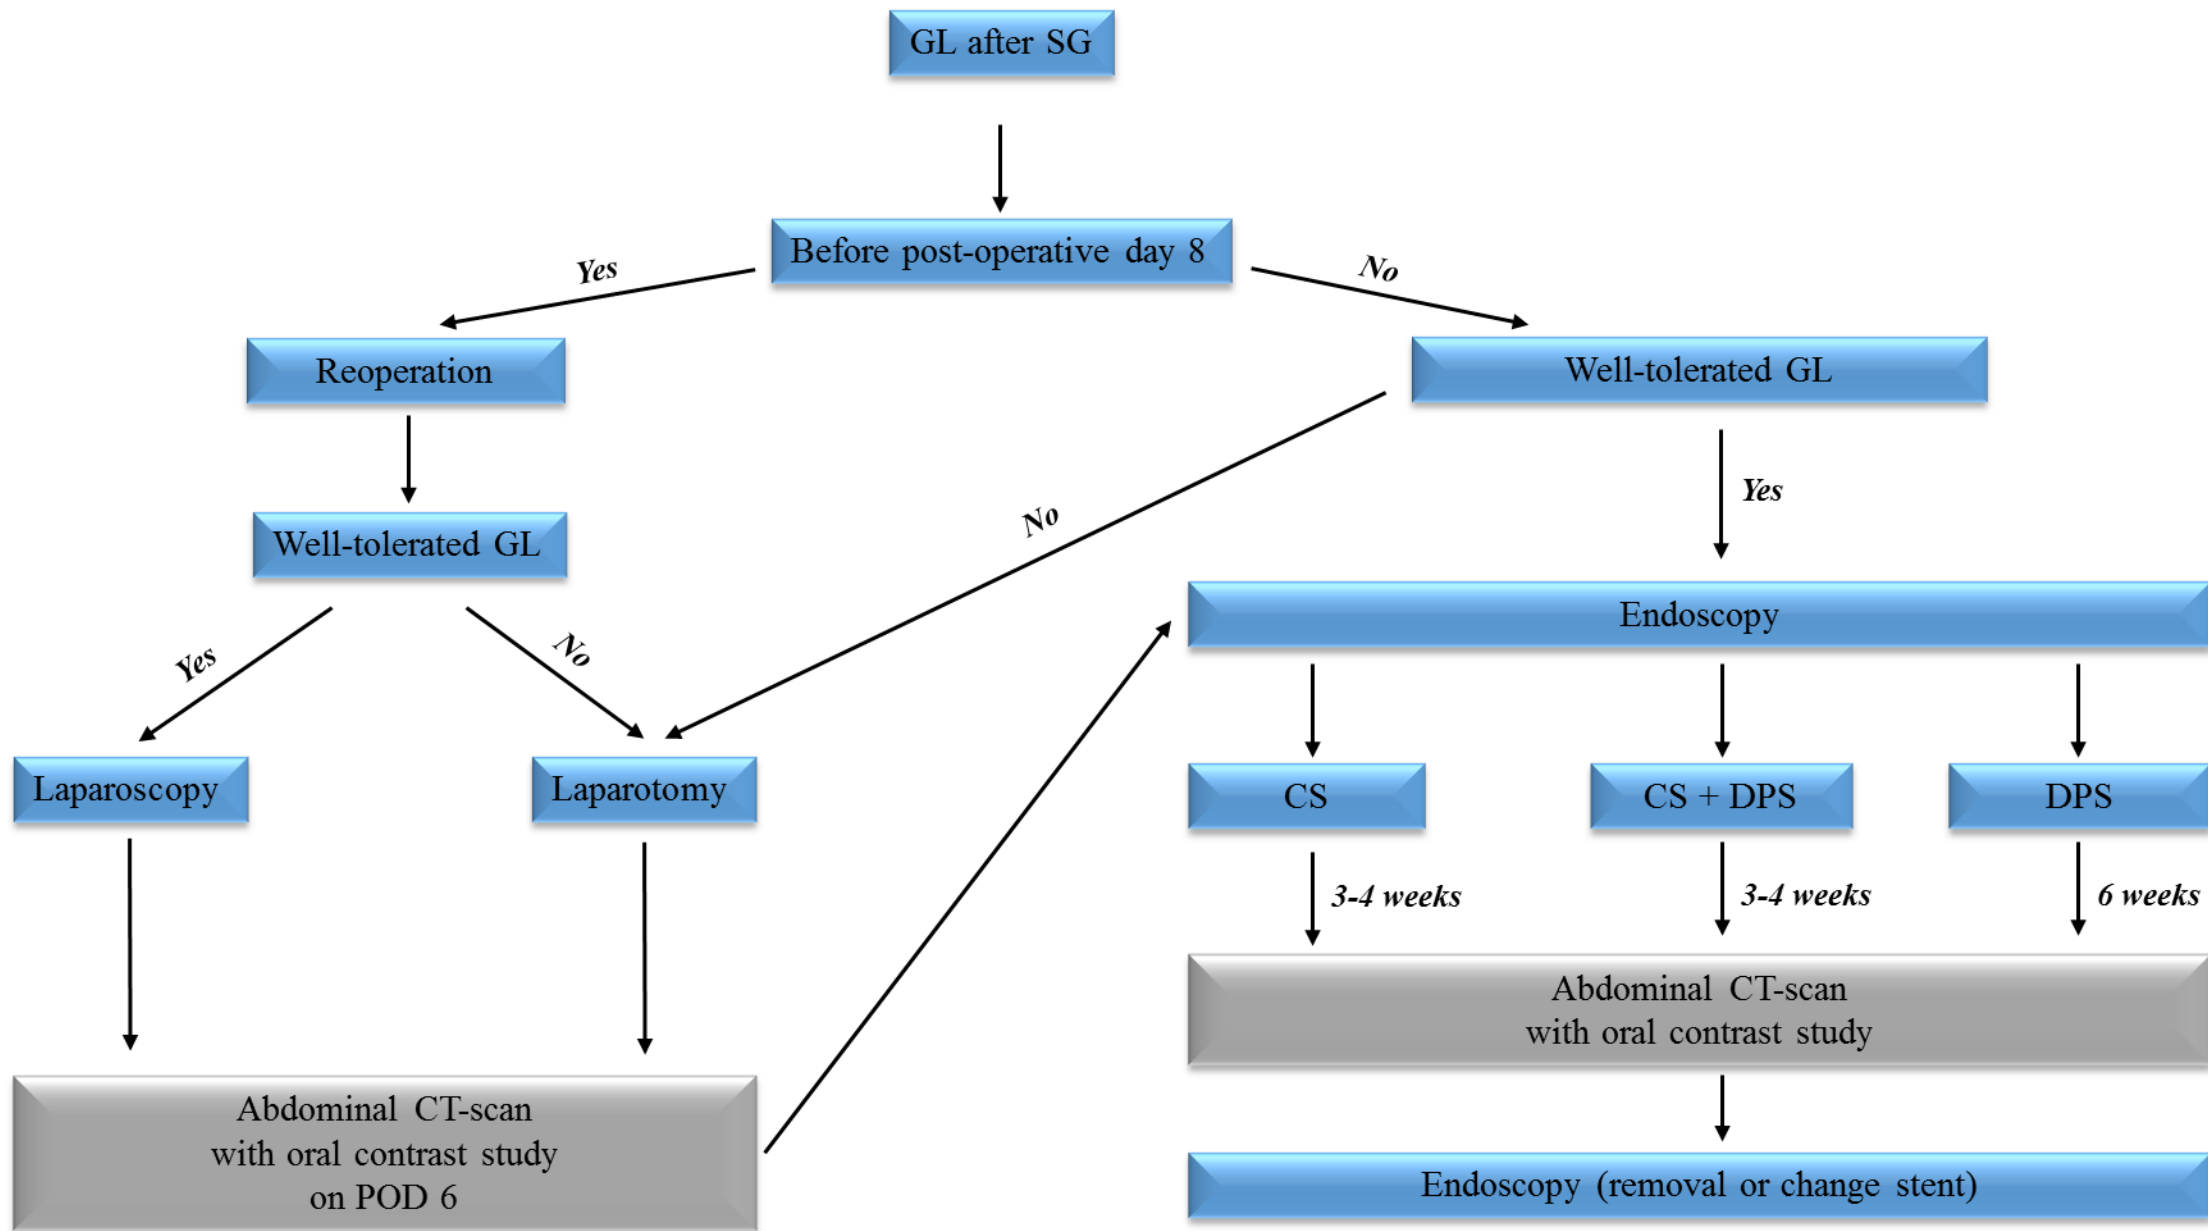 GL after SG
Before post-operative day 8
Yes
No
Reoperation
Well-tolerated GL
Well-tolerated GL
Yes
No
Yes
No
Laparoscopy
Laparotomy
Endoscopy
CS
CS + DPS
DPS
3-4 weeks
3-4 weeks
6 weeks
Abdominal CT-scan
with oral contrast study
on POD 6
Abdominal CT-scan
with oral contrast study
Endoscopy (removal or change stent)